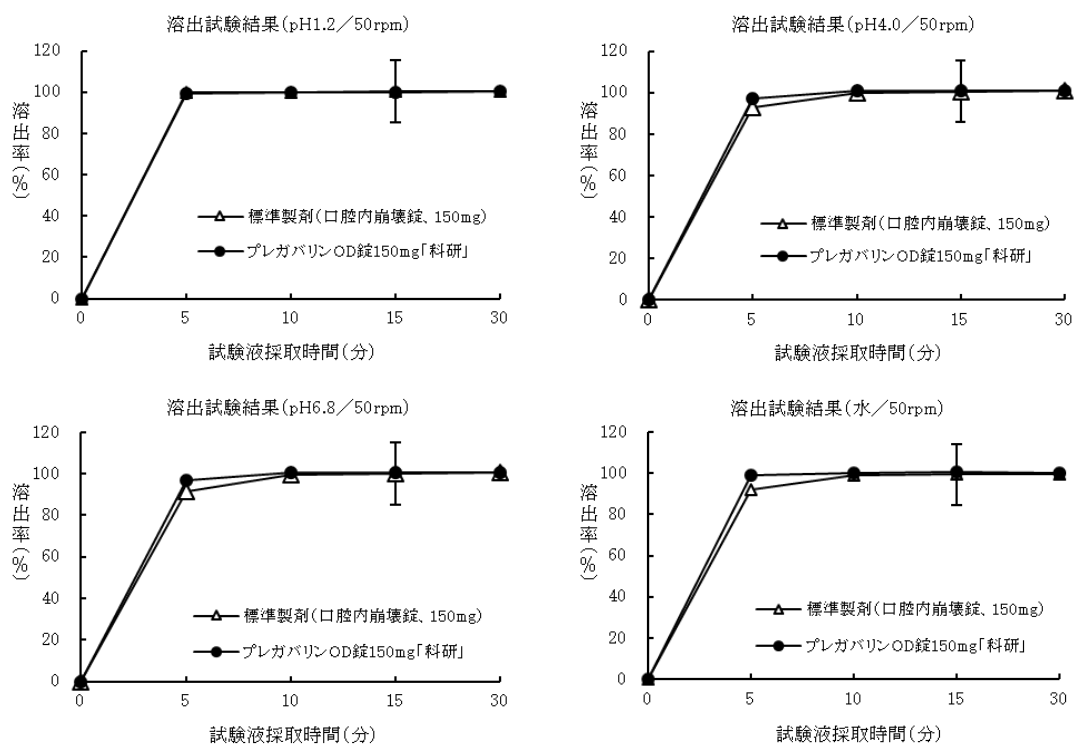 溶出試験結果(pH1.2／50rpm)
120
100
80
60
40
20
0
溶出率(%)
標準製剤(口腔内崩壊錠、150mg)
プレガバリンOD錠150mg「科研」
0 5 10 15 30
試験液採取時間(分)
溶出試験結果(pH4.0／50rpm)
120
100
80
60
40
20
0
溶出率(%)
標準製剤(口腔内崩壊錠、150mg)
プレガバリンOD錠150mg「科研」
0 5 10 15 30
試験液採取時間(分)
溶出試験結果(pH6.8／50rpm)
120
100
80
60
40
20
0
溶出率(%)
標準製剤(口腔内崩壊錠、150mg)
プレガバリンOD錠150mg「科研」
0 5 10 15 30
試験液採取時間(分)
溶出試験結果(水／50rpm)
120
100
80
60
40
20
0
溶出率(%)
標準製剤(口腔内崩壊錠、150mg)
プレガバリンOD錠150mg「科研」
0 5 10 15 30
試験液採取時間(分)